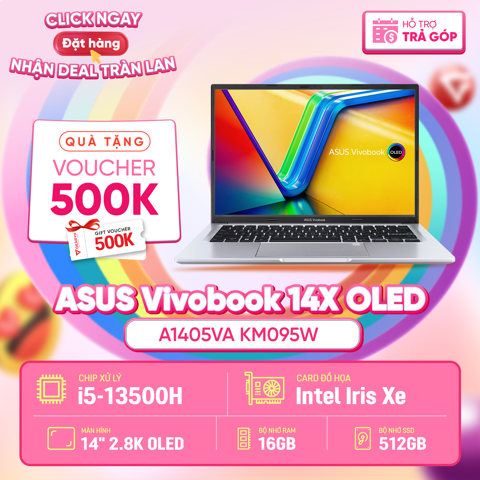 CLICK NGAY
Đặt hàng
NHẬN DEAL TRÀN LAN
HỖ TRỢ
TRẢ GÓP
QUÀ TẶNG
VOUCHER
500K
GIFT VOUCHER
500K
ASUS Vivobook
OLED
ASUS Vivobook 14X OLED
A1405VA KM095W
CHIP XỬ LÝ
i5-13500H
CARD ĐỒ HỌA
Intel Iris Xe
MÀN HÌNH
14" 2.8K OLED
BỘ NHỚ RAM
16GB
BỘ NHỚ SSD
512GB